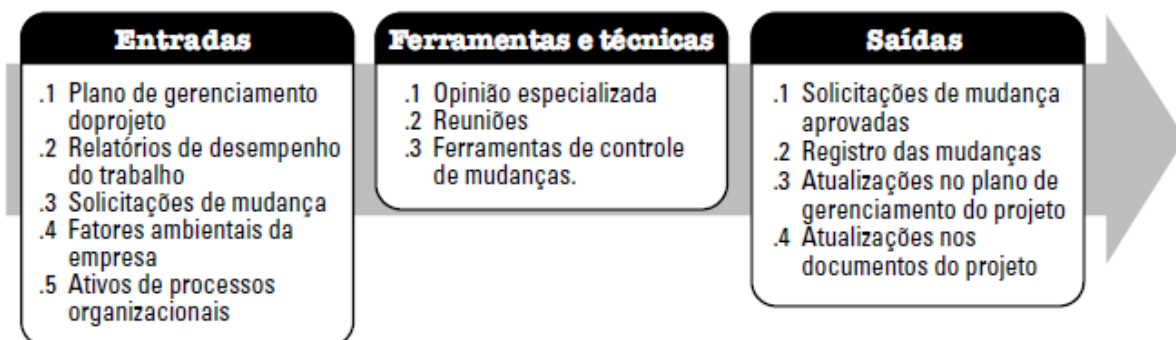 Entradas
.1 Plano de gerenciamento
doprojeto
.2 Relatórios de desempenho
do trabalho
.3 Solicitações de mudança
.4 Fatores ambientais da
empresa
.5 Ativos de processos
organizacionais
Ferramentas e técnicas
.1 Opinião especializada
.2 Reuniões
.3 Ferramentas de controle
de mudanças.
Saídas
.1 Solicitações de mudança
aprovadas
.2 Registro das mudanças
.3 Atualizações no plano de
gerenciamento do projeto
.4 Atualizações nos
documentos do projeto